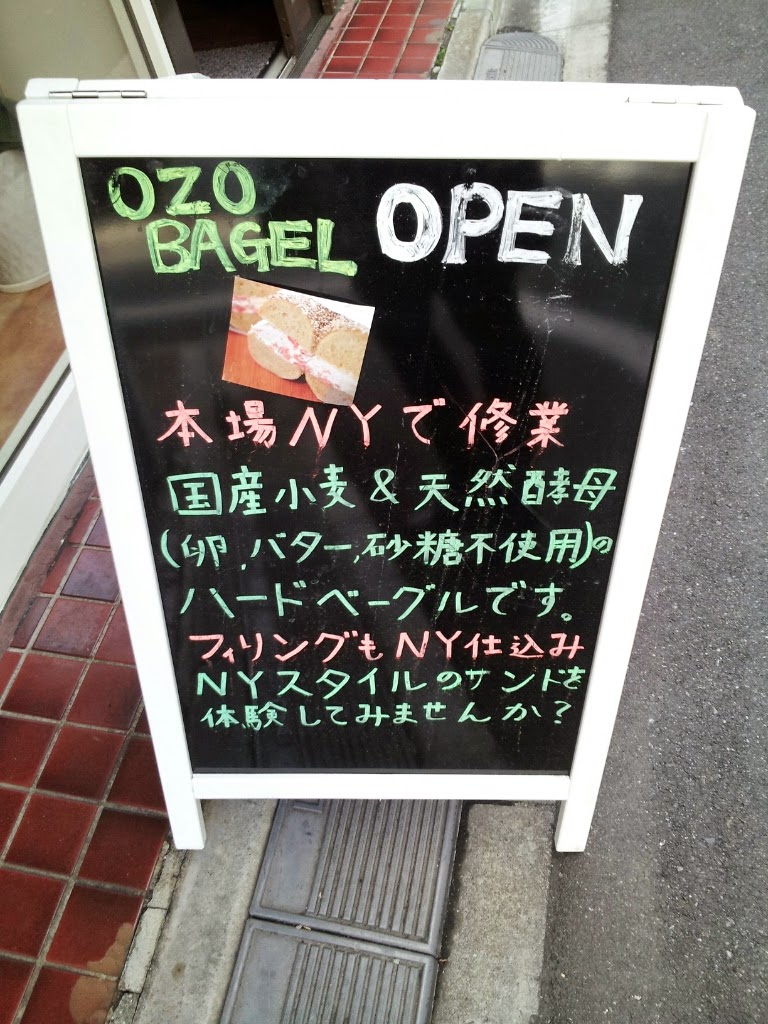 OZO
BAGEL
OPEN
本場NYで修業
国産小麦&天然酵母
(卵,バター,砂糖不使用)の
ハードベーグルです。
フィリングもNY仕込み
NYスタイルのサンドを
体験してみませんか?